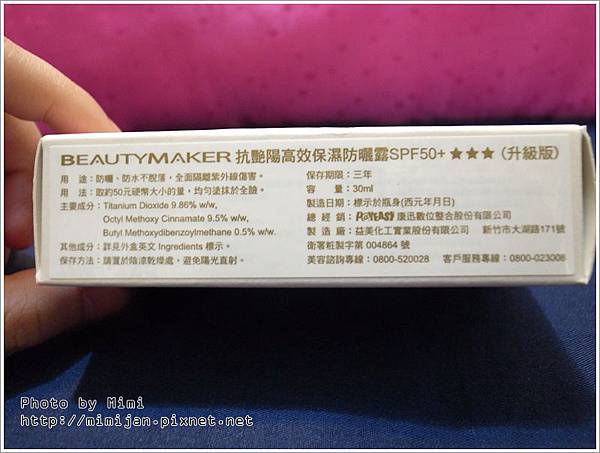 BEAUTYMAKER 抗艷陽高效保濕防曬露SPF50+ ★★★ (升級版)
用　途：防曬、防水不脫落，全面隔離紫外線傷害。
用　法：取約50元硬幣大小的量，均勻塗抹於全臉。
主要成分：Titanium Dioxide 9.86% w/w,
Octyl Methoxy Cinnamate 9.5% w/w,
Butyl Methoxydibenzoylmethane 0.5% w/w.
其他成分：詳見外盒英文 Ingredients 標示。
保存方法：請置於陰涼乾燥處，避免陽光直射。
保存期限：三年
容　量：30ml
製造日期：標示於瓶身(西元年月日)
總 經 銷：PAYEASY 康迅數位整合股份有限公司
製 造 廠：益美化工實業股份有限公司　新竹市大湖路171號
衛署粧製字第 004864 號
美容諮詢專線：0800-520028　客戶服務專線：0800-023008
Photo by Mimi
http://mimijan.pixnet.net